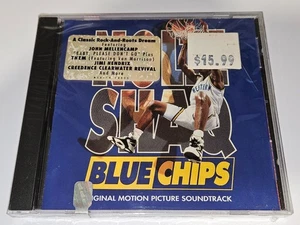 A Classic Rock-And-Roots Dream
Featuring
JOHN MELLENCAMP
"BABY, PLEASE DON'T GO" Plus
THEM (Featuring Van Morrison)
JIMI HENDRIX
CREEDENCE CLEARWATER REVIVAL
And More
$15.99
SHAQ
BLUE CHIPS
ORIGINAL MOTION PICTURE SOUNDTRACK